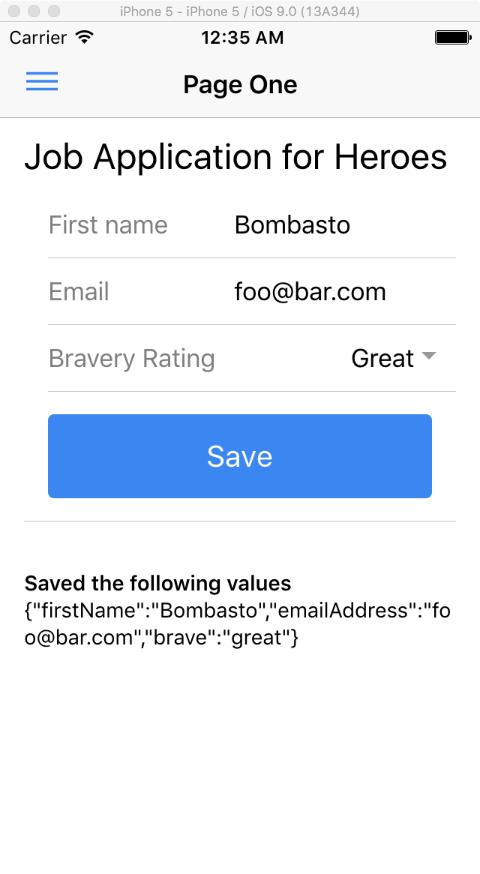 iPhone 5 - iPhone 5 / iOS 9.0 (13A344)
Carrier 12:35 AM
Page One
Job Application for Heroes
First name Bombasto
Email foo@bar.com
Bravery Rating Great
Save
Saved the following values
{"firstName":"Bombasto","emailAddress":"fo
o@bar.com","brave":"great"}